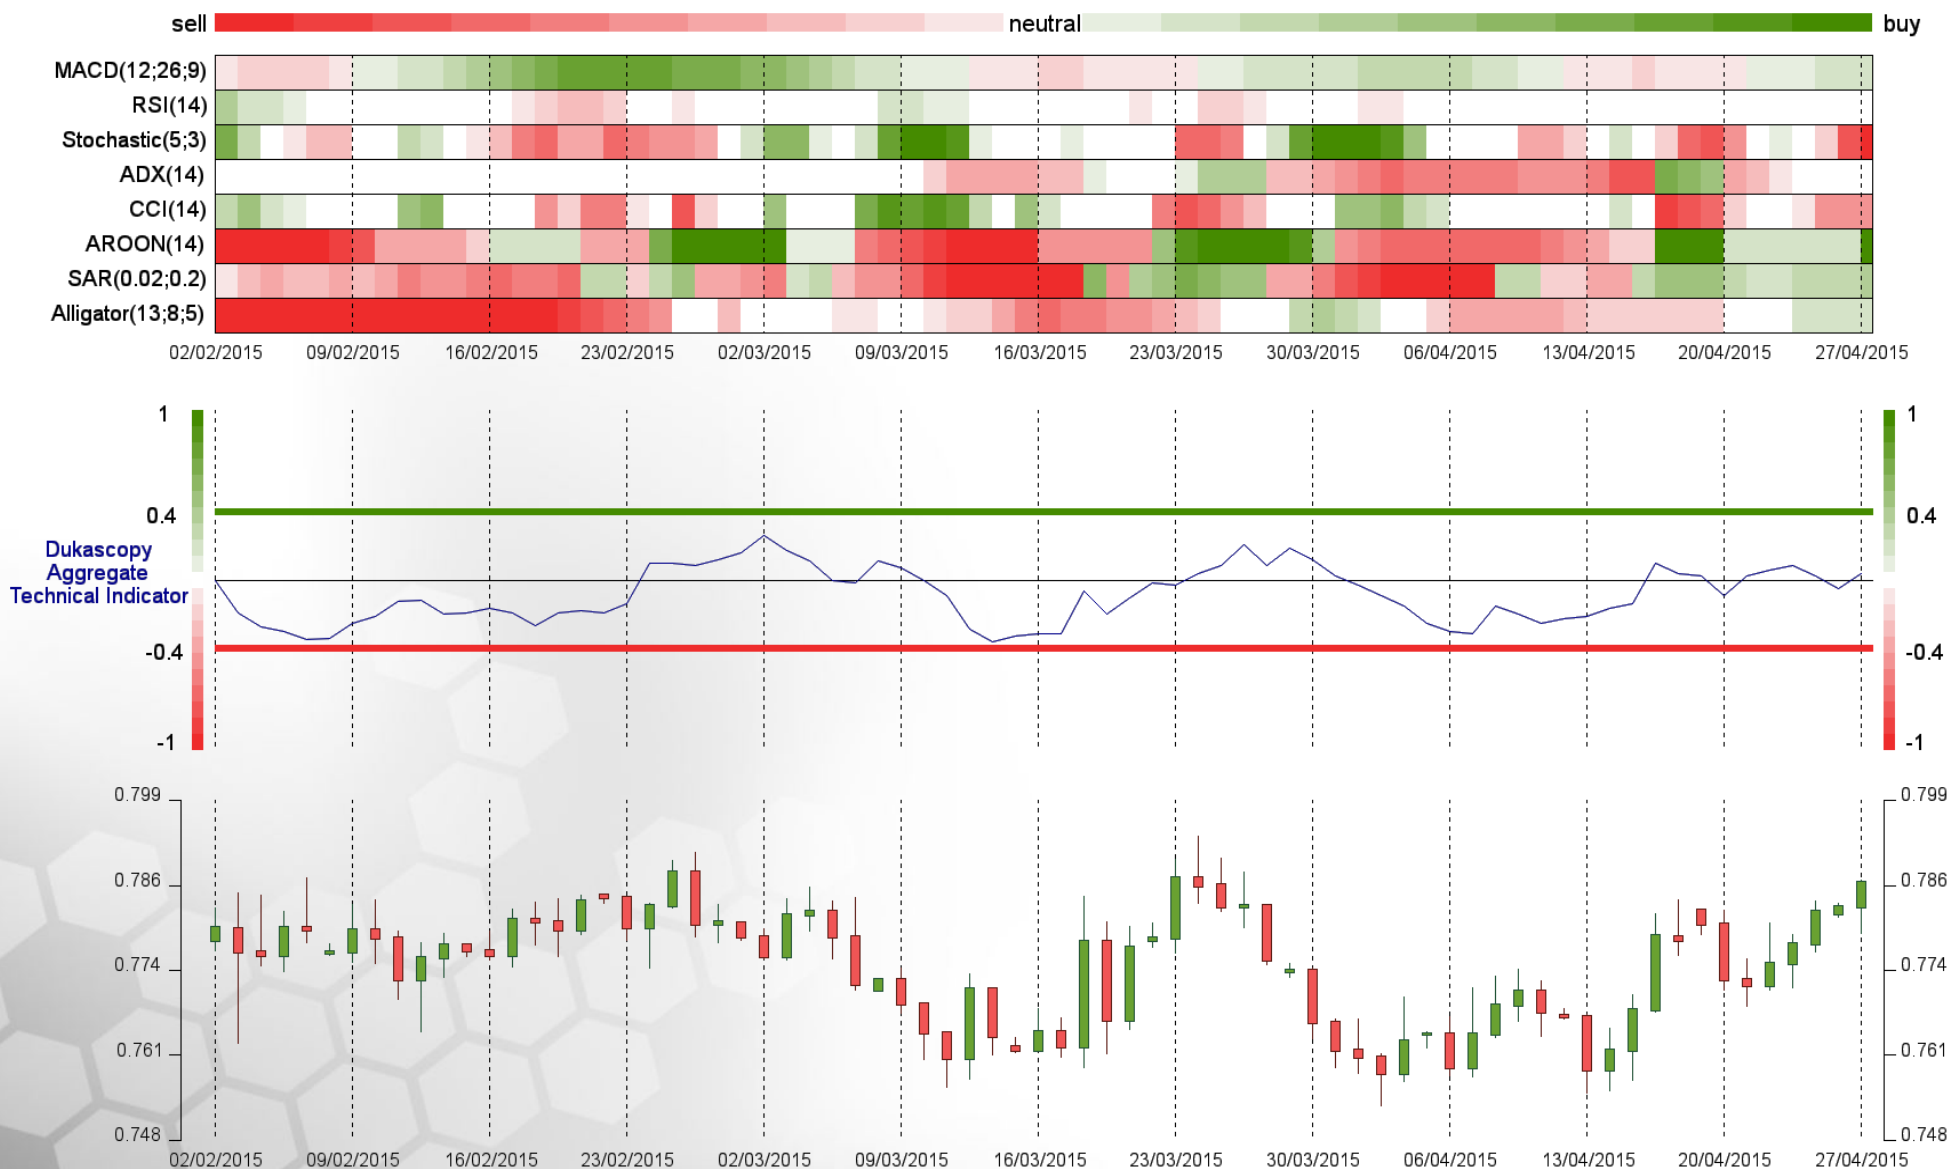 sell neutral buy
MACD(12;26;9)
RSI(14)
Stochastic(5;3)
ADX(14)
CCI(14)
AROON(14)
SAR(0.02;0.2)
Alligator(13;8;5)
02/02/2015 09/02/2015 16/02/2015 23/02/2015 02/03/2015 09/03/2015 16/03/2015 23/03/2015 30/03/2015 06/04/2015 13/04/2015 20/04/2015 27/04/2015
1 1
0.4 0.4
Dukascopy
Aggregate
Technical Indicator
-0.4 -0.4
-1 -1
0.799 0.799
0.786 0.786
0.774 0.774
0.761 0.761
0.748 0.748
02/02/2015 09/02/2015 16/02/2015 23/02/2015 02/03/2015 09/03/2015 16/03/2015 23/03/2015 30/03/2015 06/04/2015 13/04/2015 20/04/2015 27/04/2015